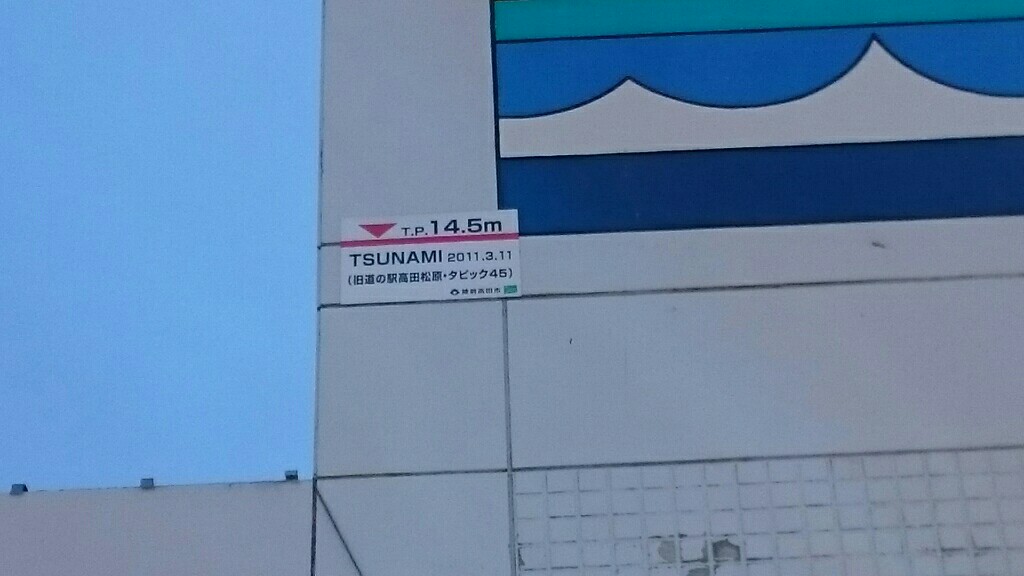 T.P.14.5m
TSUNAMI 2011.3.11
(旧道の駅高田松原・タピック45)
陸前高田市